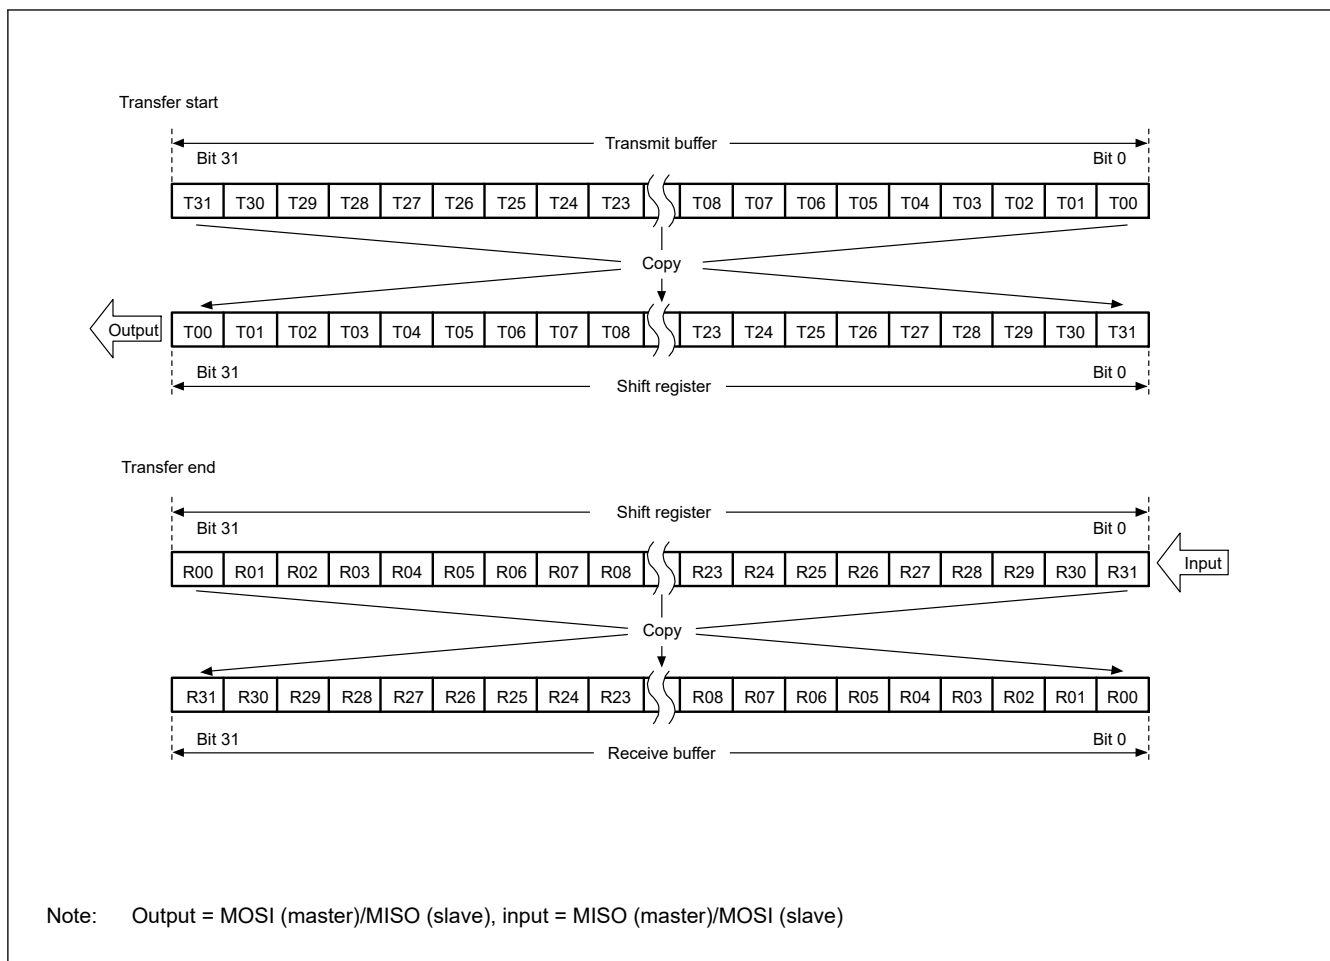 Transfer start
Transmit buffer
Bit 31 Bit 0
T31 T30 T29 T28 T27 T26 T25 T24 T23 T08 T07 T06 T05 T04 T03 T02 T01 T00
Copy
Output T00 T01 T02 T03 T04 T05 T06 T07 T08 T23 T24 T25 T26 T27 T28 T29 T30 T31
Bit 31 Bit 0
Shift register
Transfer end
Shift register
Bit 31 Bit 0
R00 R01 R02 R03 R04 R05 R06 R07 R08 R23 R24 R25 R26 R27 R28 R29 R30 R31 Input
Copy
R31 R30 R29 R28 R27 R26 R25 R24 R23 R08 R07 R06 R05 R04 R03 R02 R01 R00
Bit 31 Bit 0
Receive buffer
Note: Output = MOSI (master)/MISO (slave), input = MISO (master)/MOSI (slave)